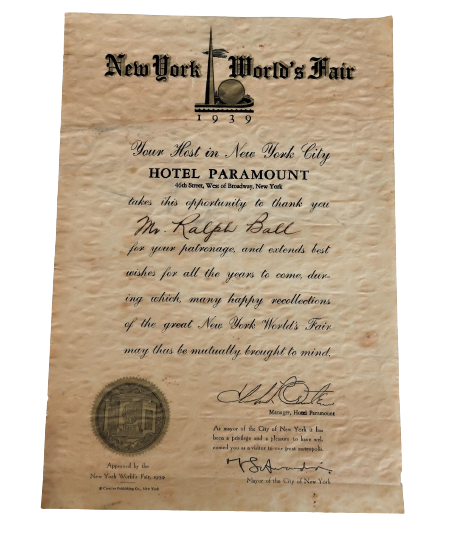 New York World's Fair
1939
Your Host in New York City
HOTEL PARAMOUNT
46th Street, West of Broadway, New York
takes this opportunity to thank you
Mr. Ralph Ball
for your patronage, and extends best
wishes for all the years to come, dur-
ing which, many happy recollections
of the great New York World's Fair
may thus be mutually brought to mind.
Manager, Hotel Paramount
As mayor of the City of New York it has
been a privilege and a pleasure to have wel-
comed you as a visitor to our great metropolis.
Mayor of the City of New York
Approved by the
New York World's Fair, 1939